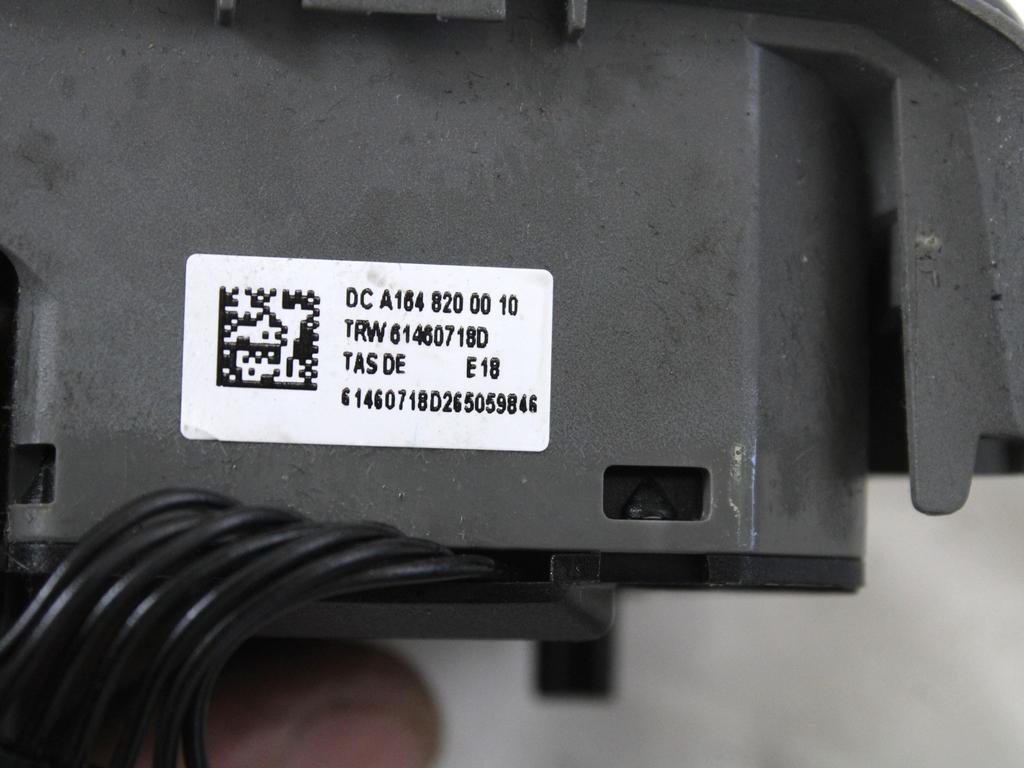 DC A164 820 00 10
TRW 61460718D
TAS DE E18
61460718D265059846